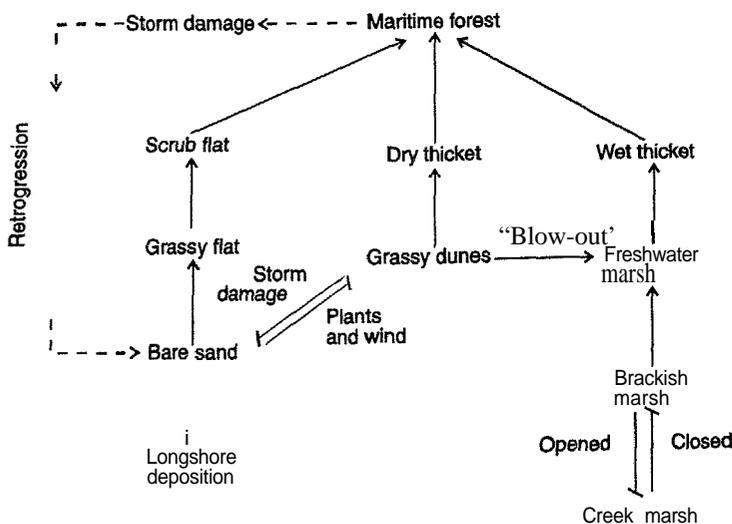 Storm damage
Maritime forest
Retrogression
Scrub flat
Dry thicket
Wet thicket
Grassy flat
Grassy dunes
“Blow-out’
Freshwater
marsh
Storm
damage
Plants
and wind
Bare sand
Brackish
marsh
i
Longshore
deposition
Opened
Closed
Creek marsh